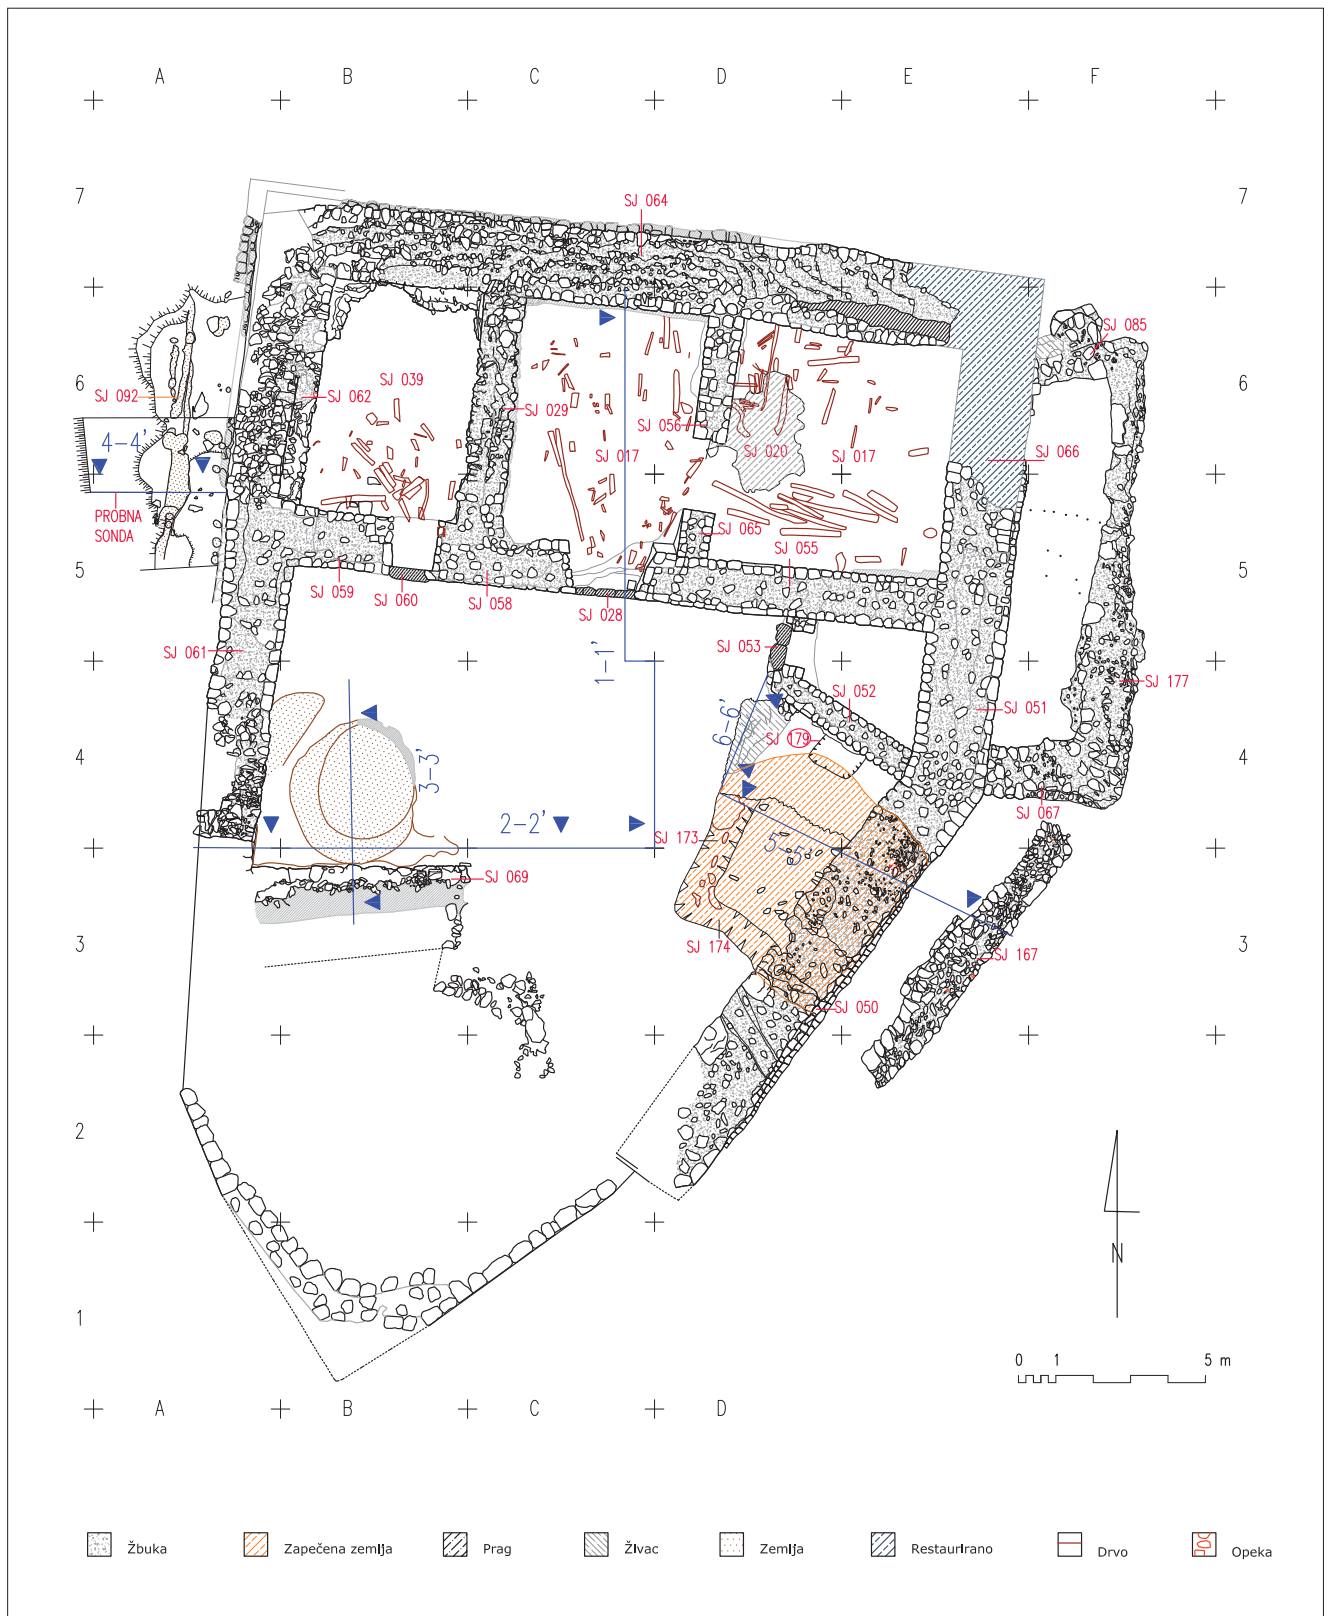 A B C D E F
7 7
SJ 064
SJ 085
6 6
SJ 092
SJ 062
SJ 039
SJ 029
SJ 056
SJ 017
SJ 020
SJ 017
4-4'
SJ 066
PROBNA
SONDA
SJ 065
SJ 055
5 5
SJ 059
SJ 060
SJ 058
SJ 028
SJ 053
SJ 061
1-1'
SJ 052
SJ 177
SJ 051
6-6'
SJ 179
4 4
3-3'
2-2'
SJ 067
SJ 173
5-5'
SJ 069
SJ 174
3 3
SJ 167
SJ 050
2
N
1
0 1 5 m
A B C D
Žbuka Zapečena zemlja Prag Živac Zemlja Restaurirano Drvo Opeka